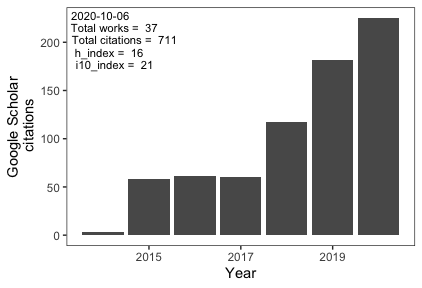 2020-10-06
Total works = 37
Total citations = 711
h_index = 16
i10_index = 21
200
150
100
50
0
Google Scholar
citations
2015 2017 2019
Year